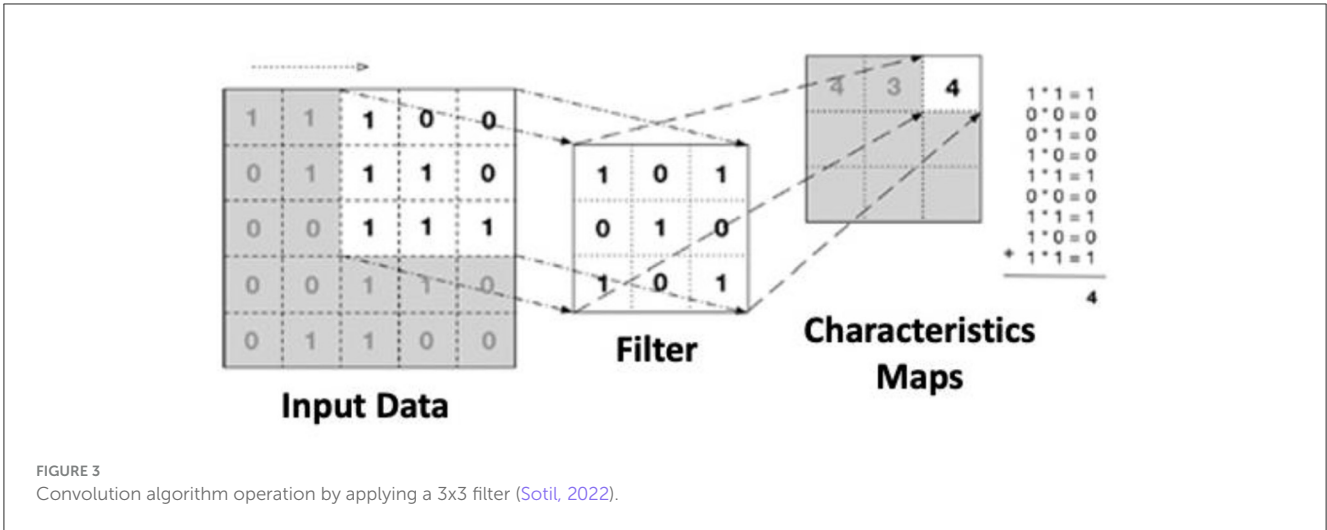 1 1 1 0 0
0 1 1 1 0
0 0 1 1 1
0 0 1 1 0
0 1 1 0 0
Input Data
1 0 1
0 1 0
1 0 1
Filter
4 3 4
Characteristics
Maps
1 * 1 = 1
0 * 0 = 0
0 * 1 = 0
1 * 0 = 0
1 * 1 = 1
0 * 0 = 0
1 * 1 = 1
1 * 0 = 0
+ 1 * 1 = 1
4
FIGURE 3
Convolution algorithm operation by applying a 3x3 filter (Sotil, 2022).